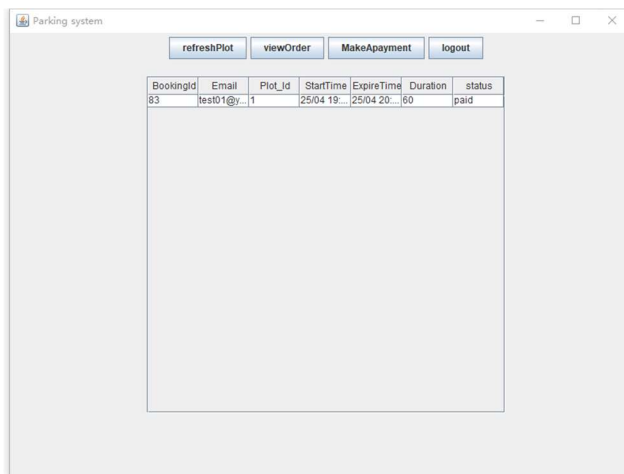 Parking system
refreshPlot viewOrder MakeApayment logout
BookingId Email Plot_Id StartTime ExpireTime Duration status
83 test01@y... 1 25/04 19:... 25/04 20:... 60 paid